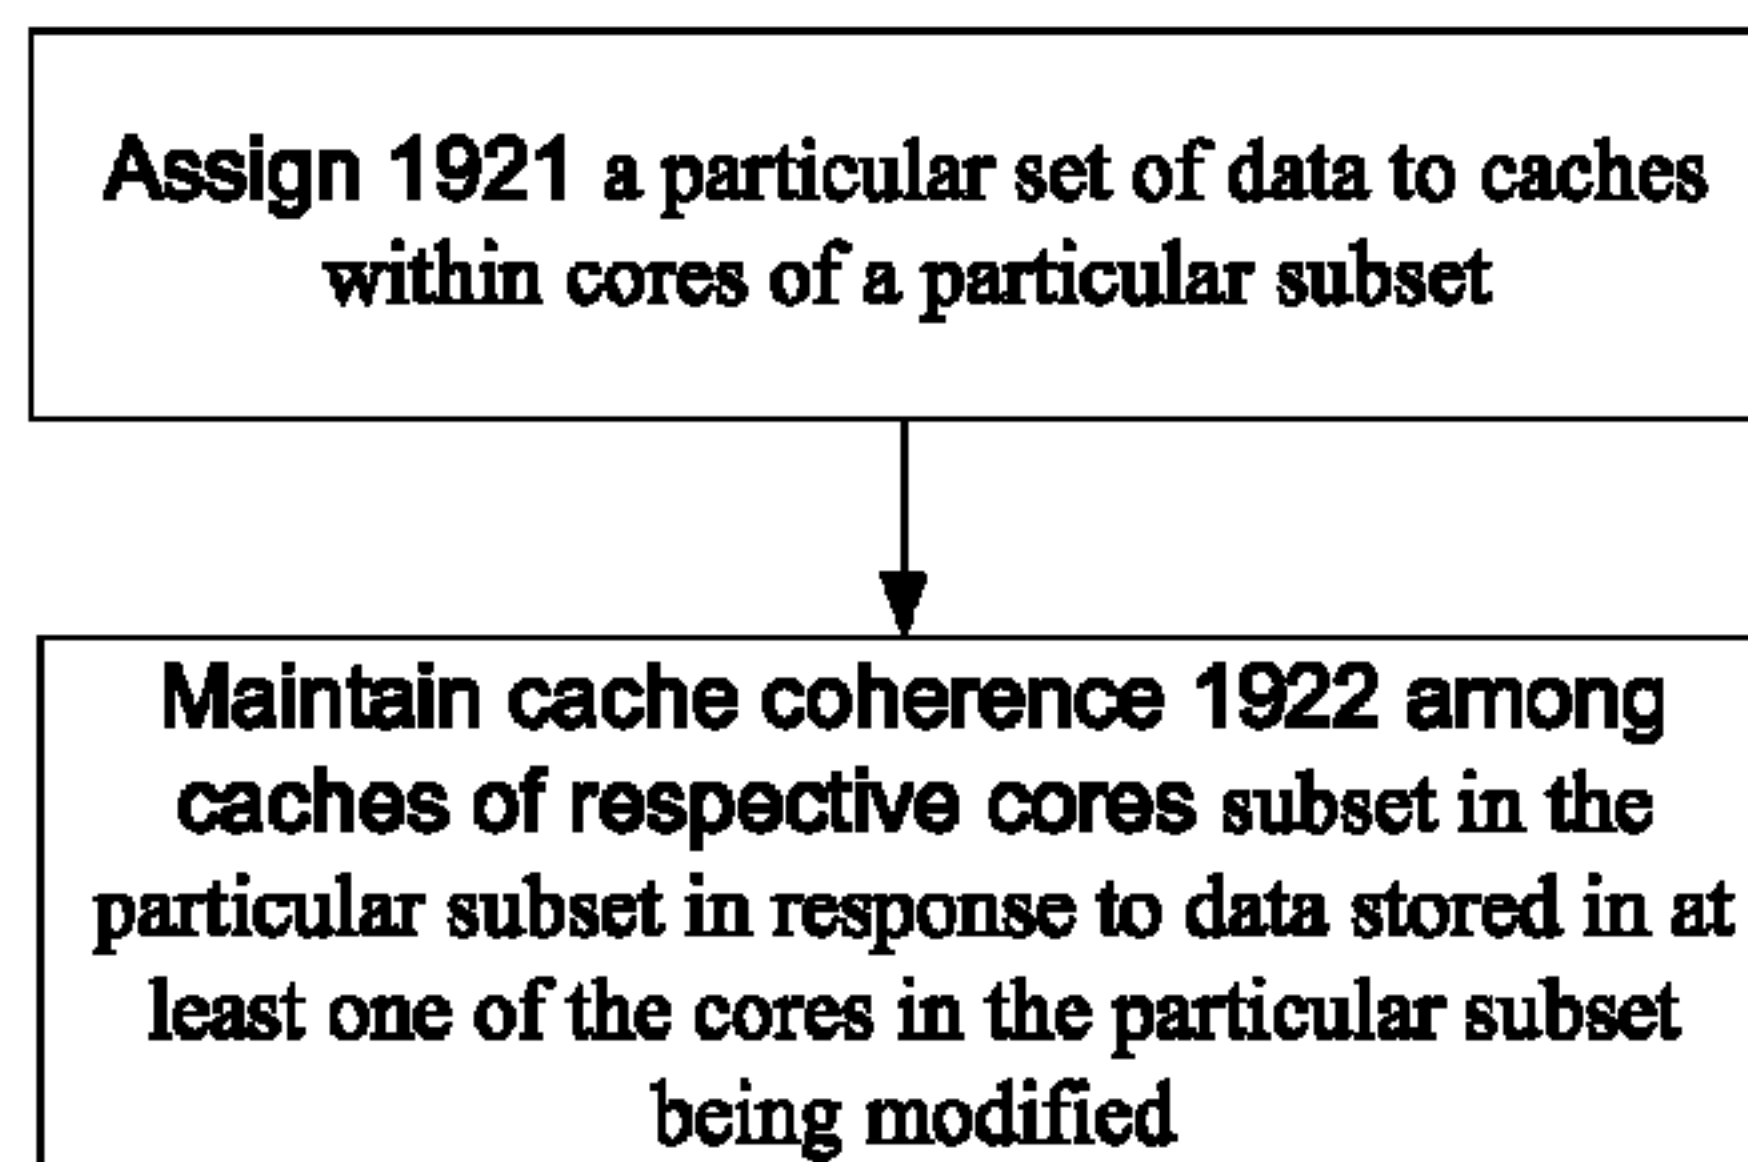 Assign 1921 a particular set of data to caches
within cores of a particular subset
Maintain cache coherence 1922 among
caches of respective cores subset in the
particular subset in response to data stored in at
least one of the cores in the particular subset
being modified